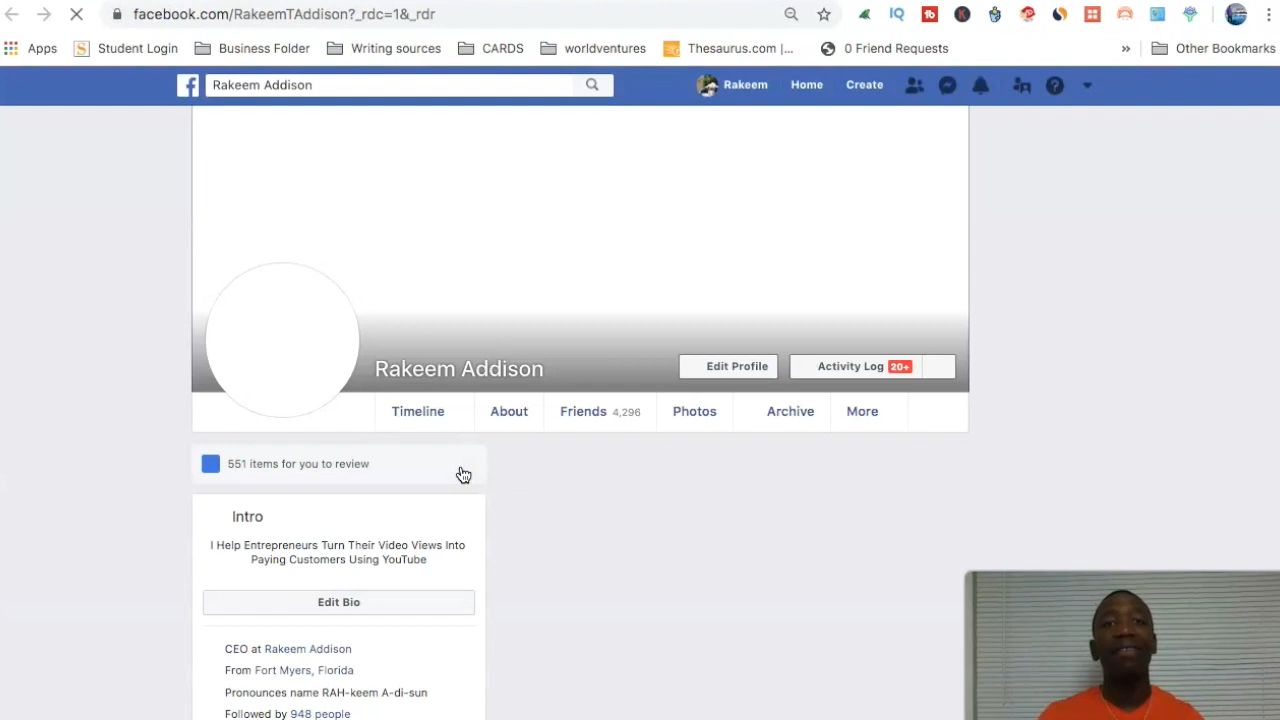 facebook.com/RakeemTAddison?_rdc=1&_rdr
IQ
K
Apps
Student Login
Business Folder
Writing sources
CARDS
worldventures
Thesaurus.com |...
0 Friend Requests
»
Other Bookmarks
Rakeem Addison
Rakeem
Home
Create
Rakeem Addison
Edit Profile
Activity Log 20+
Timeline
About
Friends 4,296
Photos
Archive
More
551 items for you to review
Intro
I Help Entrepreneurs Turn Their Video Views Into
Paying Customers Using YouTube
Edit Bio
CEO at Rakeem Addison
From Fort Myers, Florida
Pronounces name RAH-keem A-di-sun
Followed by 948 people